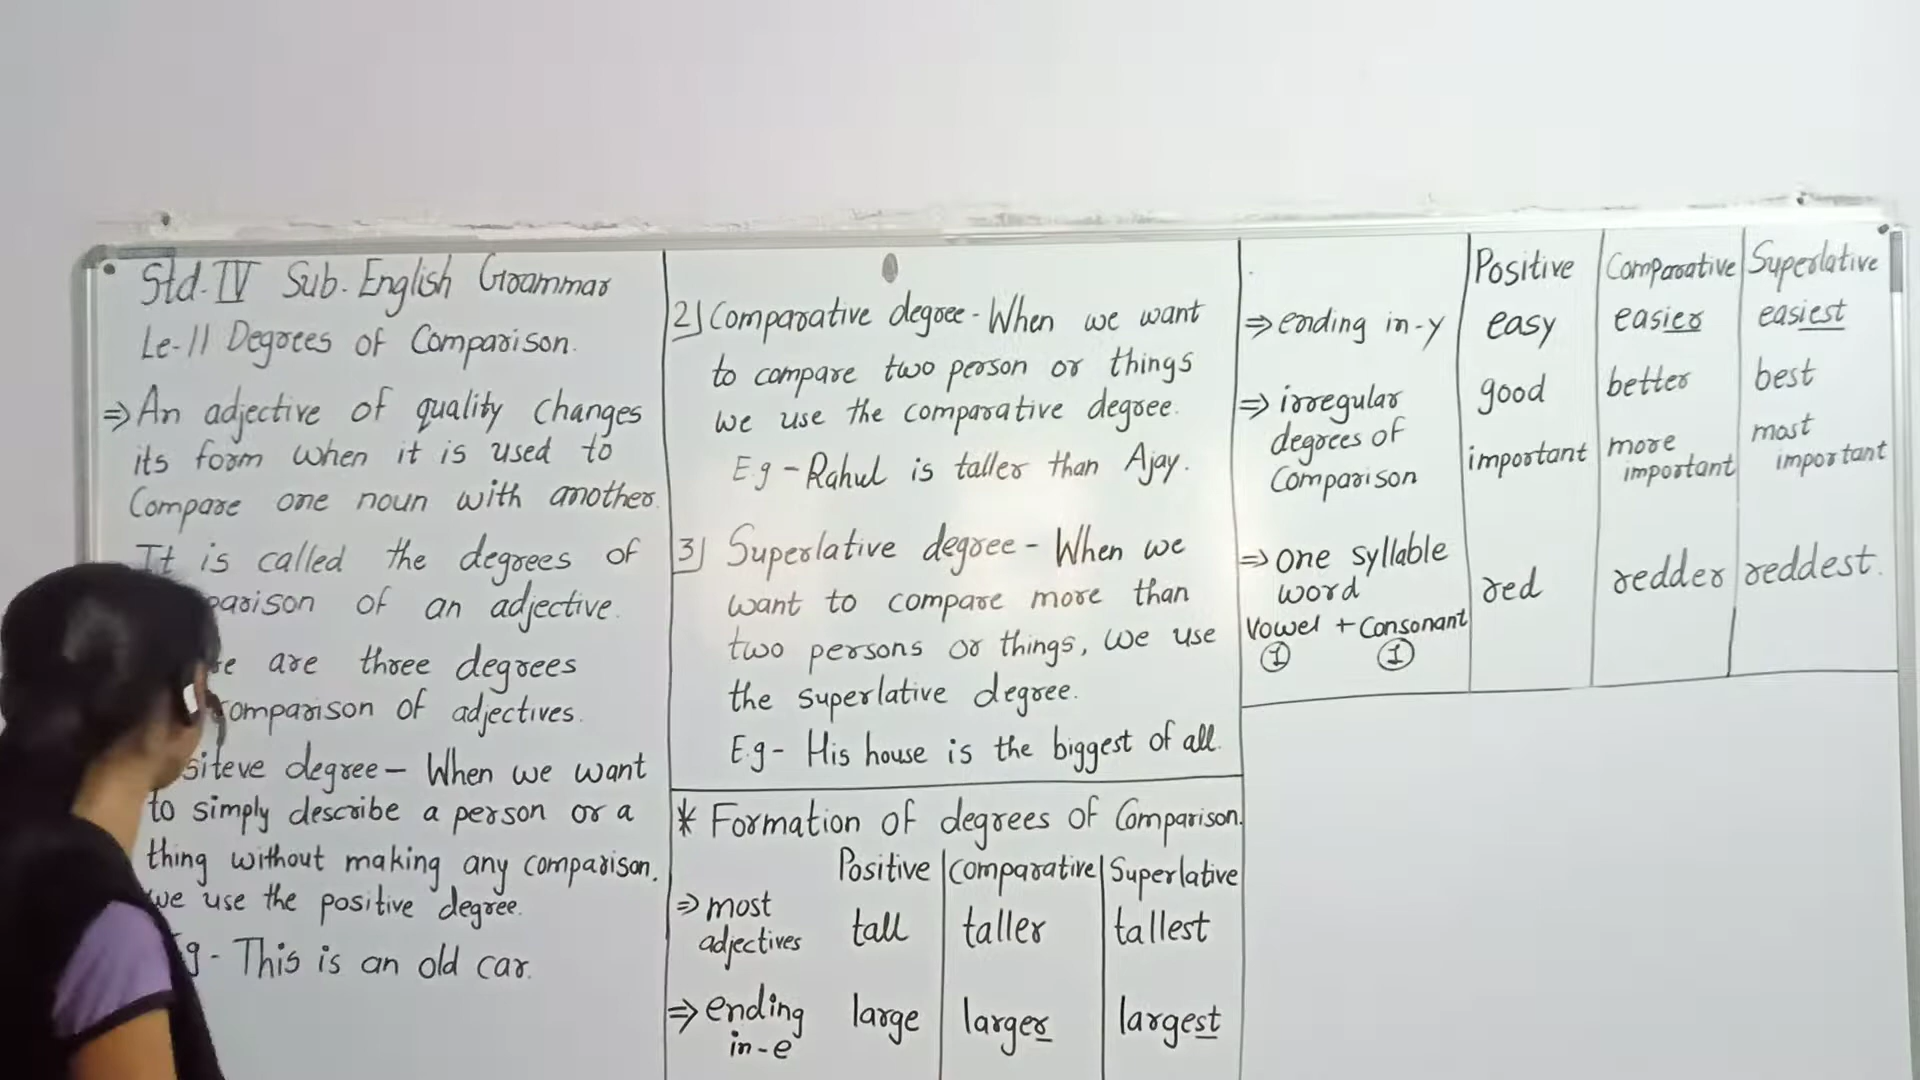 Std. IV Sub. English Grammar
Le-11 Degrees of Comparison.
⇒ An adjective of quality changes
its form when it is used to
Compare one noun with another.
It is called the degrees of
parison of an adjective.
re are three degrees
comparison of adjectives.
siteve degree - When we want
to simply describe a person or a
thing without making any comparison.
we use the positive degree.
g - This is an old car.
2) Comparative degree - When we want
to compare two person or things
we use the comparative degree.
E.g - Rahul is taller than Ajay.
3) Superlative degree - When we
want to compare more than
two persons or things, we use
the superlative degree.
E.g - His house is the biggest of all.
* Formation of degrees of Comparison.
Positive Comparative Superlative
⇒ most adjectives tall taller tallest
⇒ ending in-e large larger largest
Positive Comparative Superlative
⇒ ending in-y easy easier easiest
⇒ irregular good better best
degrees of
Comparison important more important most important
⇒ one syllable
word red redder reddest.
Vowel + Consonant
1 1